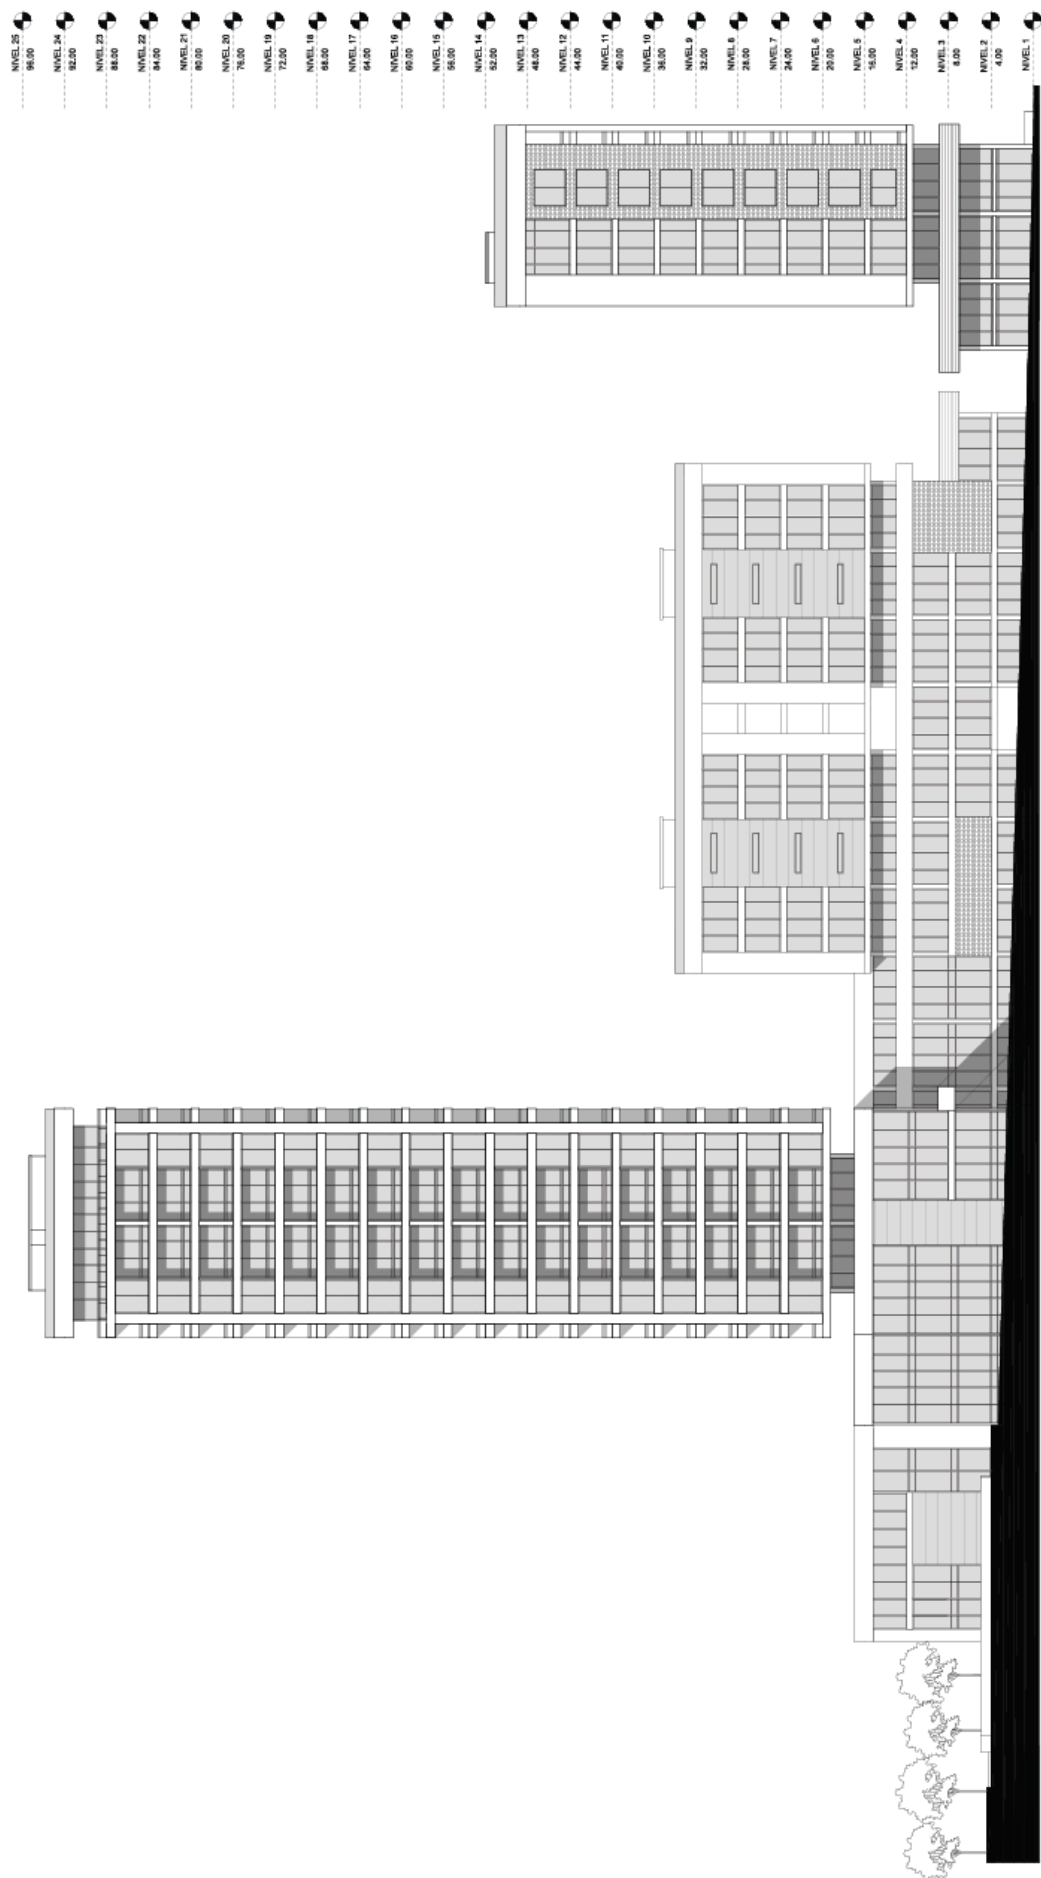 NIVEL 25
96.00
NIVEL 24
92.00
NIVEL 23
88.00
NIVEL 22
84.00
NIVEL 21
80.00
NIVEL 20
76.00
NIVEL 19
72.00
NIVEL 18
68.00
NIVEL 17
64.00
NIVEL 16
60.00
NIVEL 15
56.00
NIVEL 14
52.00
NIVEL 13
48.00
NIVEL 12
44.00
NIVEL 11
40.00
NIVEL 10
36.00
NIVEL 9
32.00
NIVEL 8
28.00
NIVEL 7
24.00
NIVEL 6
20.00
NIVEL 5
16.00
NIVEL 4
12.00
NIVEL 3
8.00
NIVEL 2
4.00
NIVEL 1